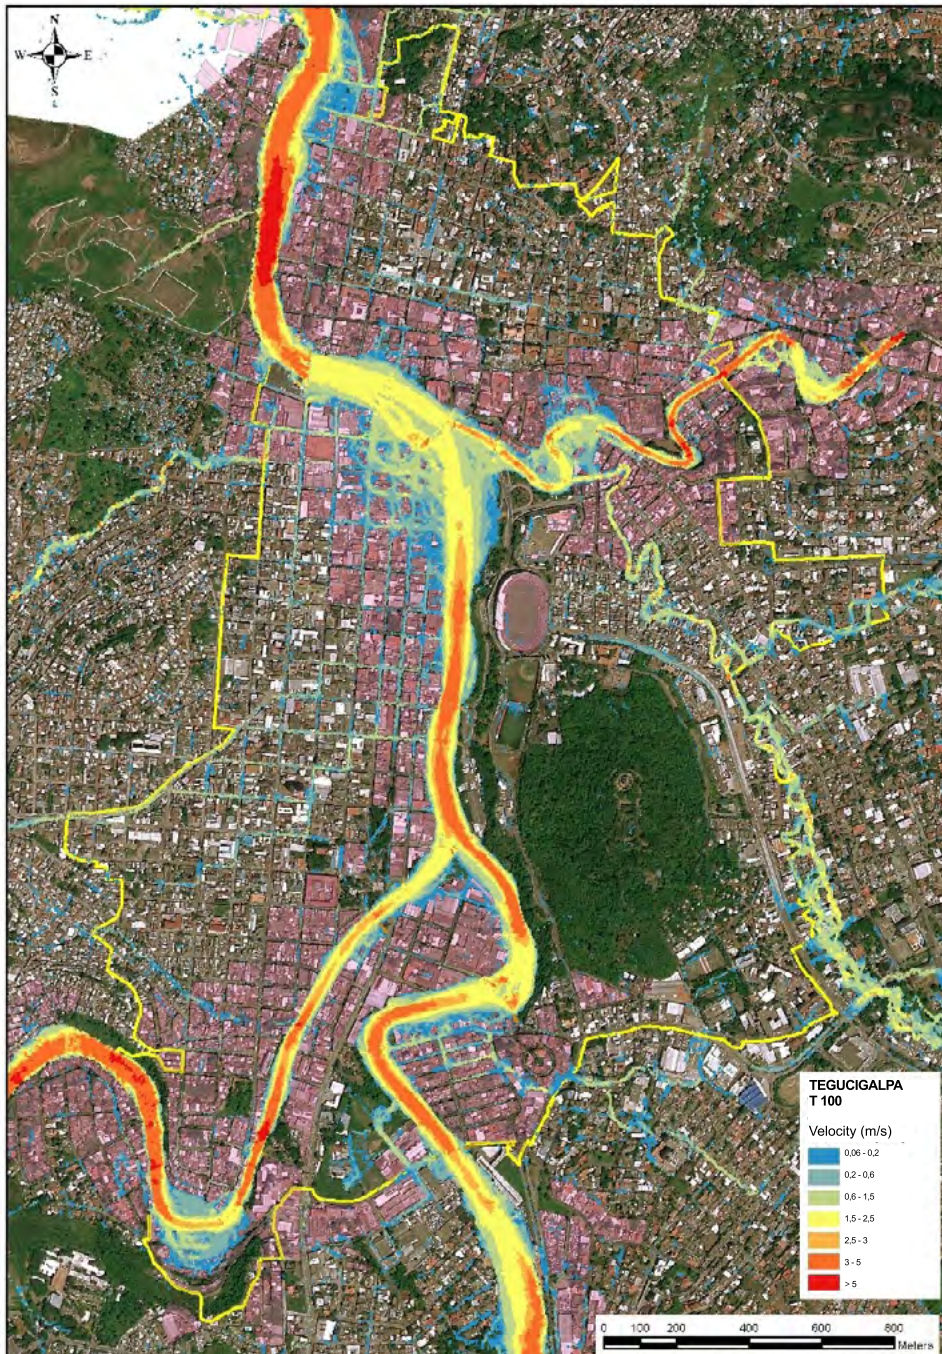 N
W E
S
TEGUCIGALPA
T 100
Velocity (m/s)
0,06 - 0,2
0,2 - 0,6
0,6 - 1,5
1,5 - 2,5
2,5 - 3
3 - 5
> 5
0 100 200 400 600 800
Meters